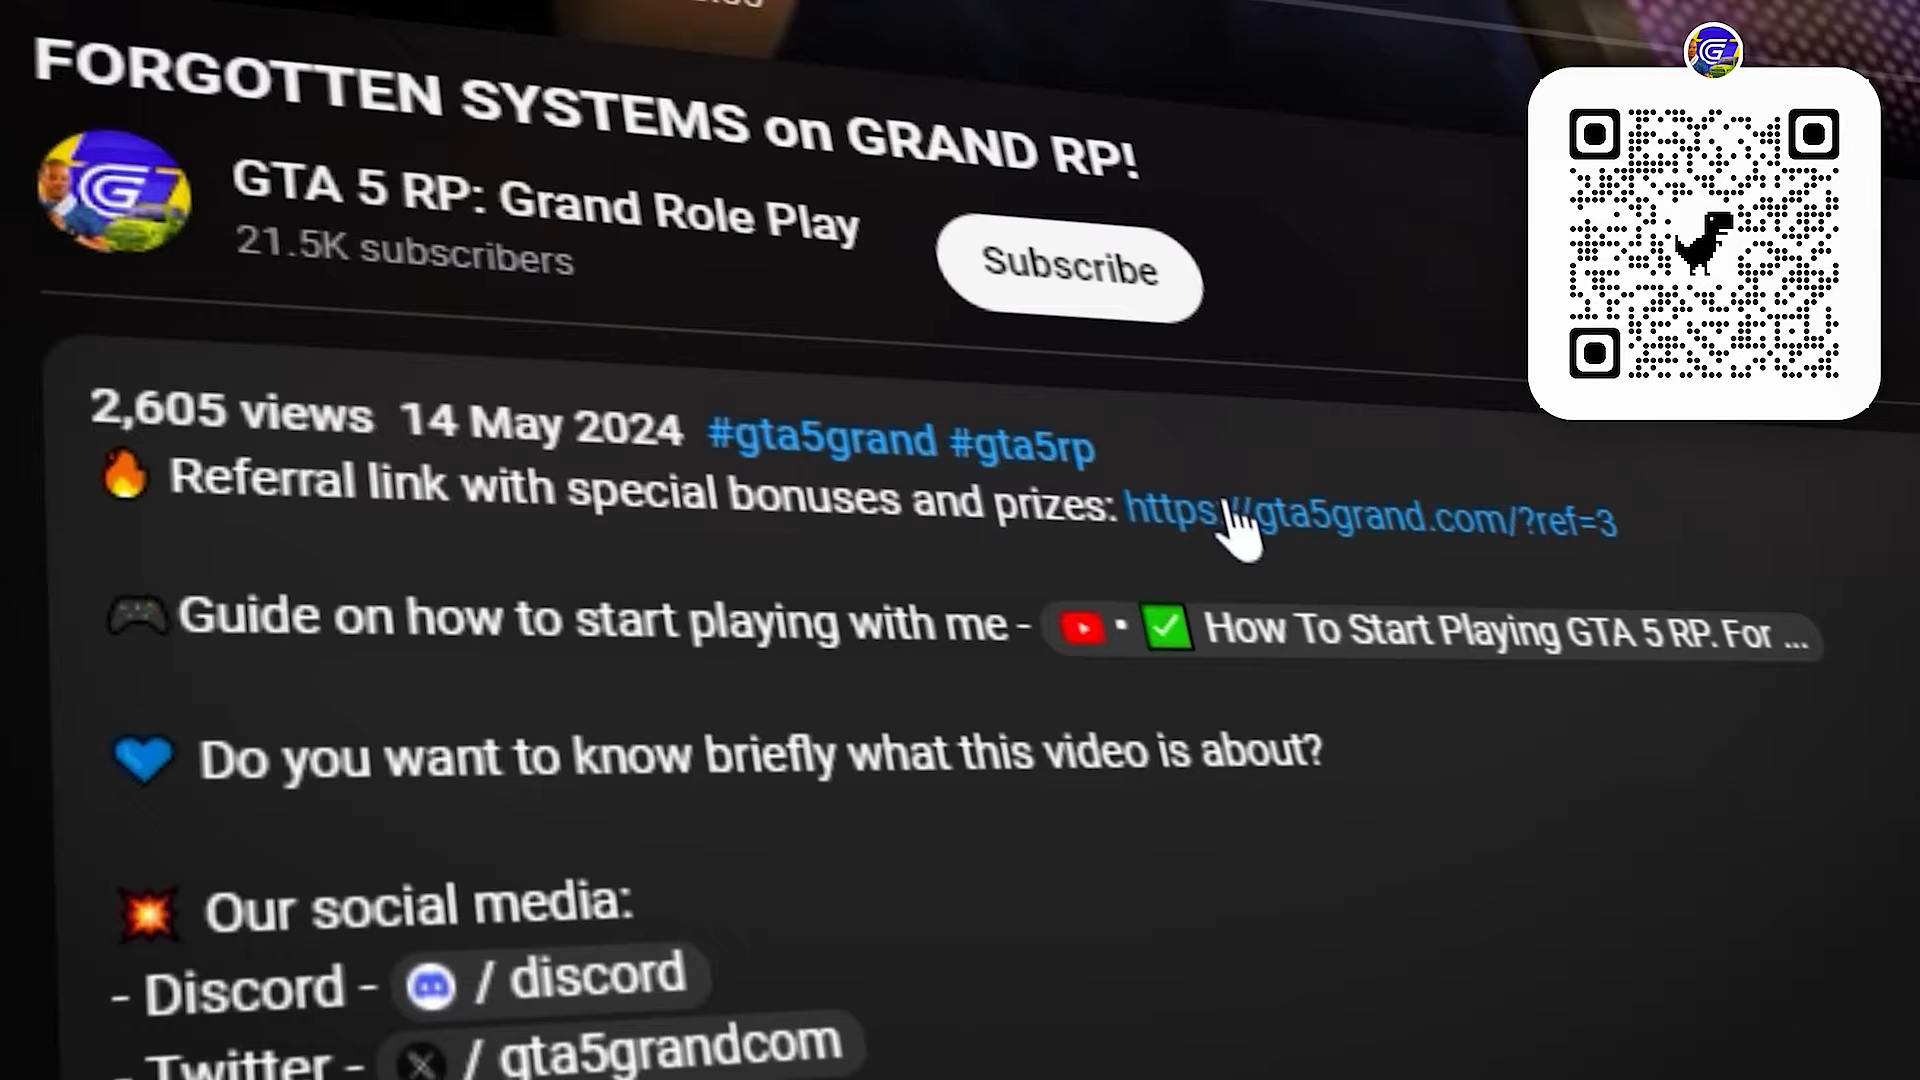 FORGOTTEN SYSTEMS on GRAND RP!
GTA 5 RP: Grand Role Play
21.5K subscribers
Subscribe
2,605 views 14 May 2024 #gta5grand #gta5rp
🔥 Referral link with special bonuses and prizes: https://gta5grand.com/?ref=3
🎮 Guide on how to start playing with me - • ✅ How To Start Playing GTA 5 RP. For ...
💙 Do you want to know briefly what this video is about?
💥 Our social media:
- Discord - / discord
- Twitter - X / gta5grandcom